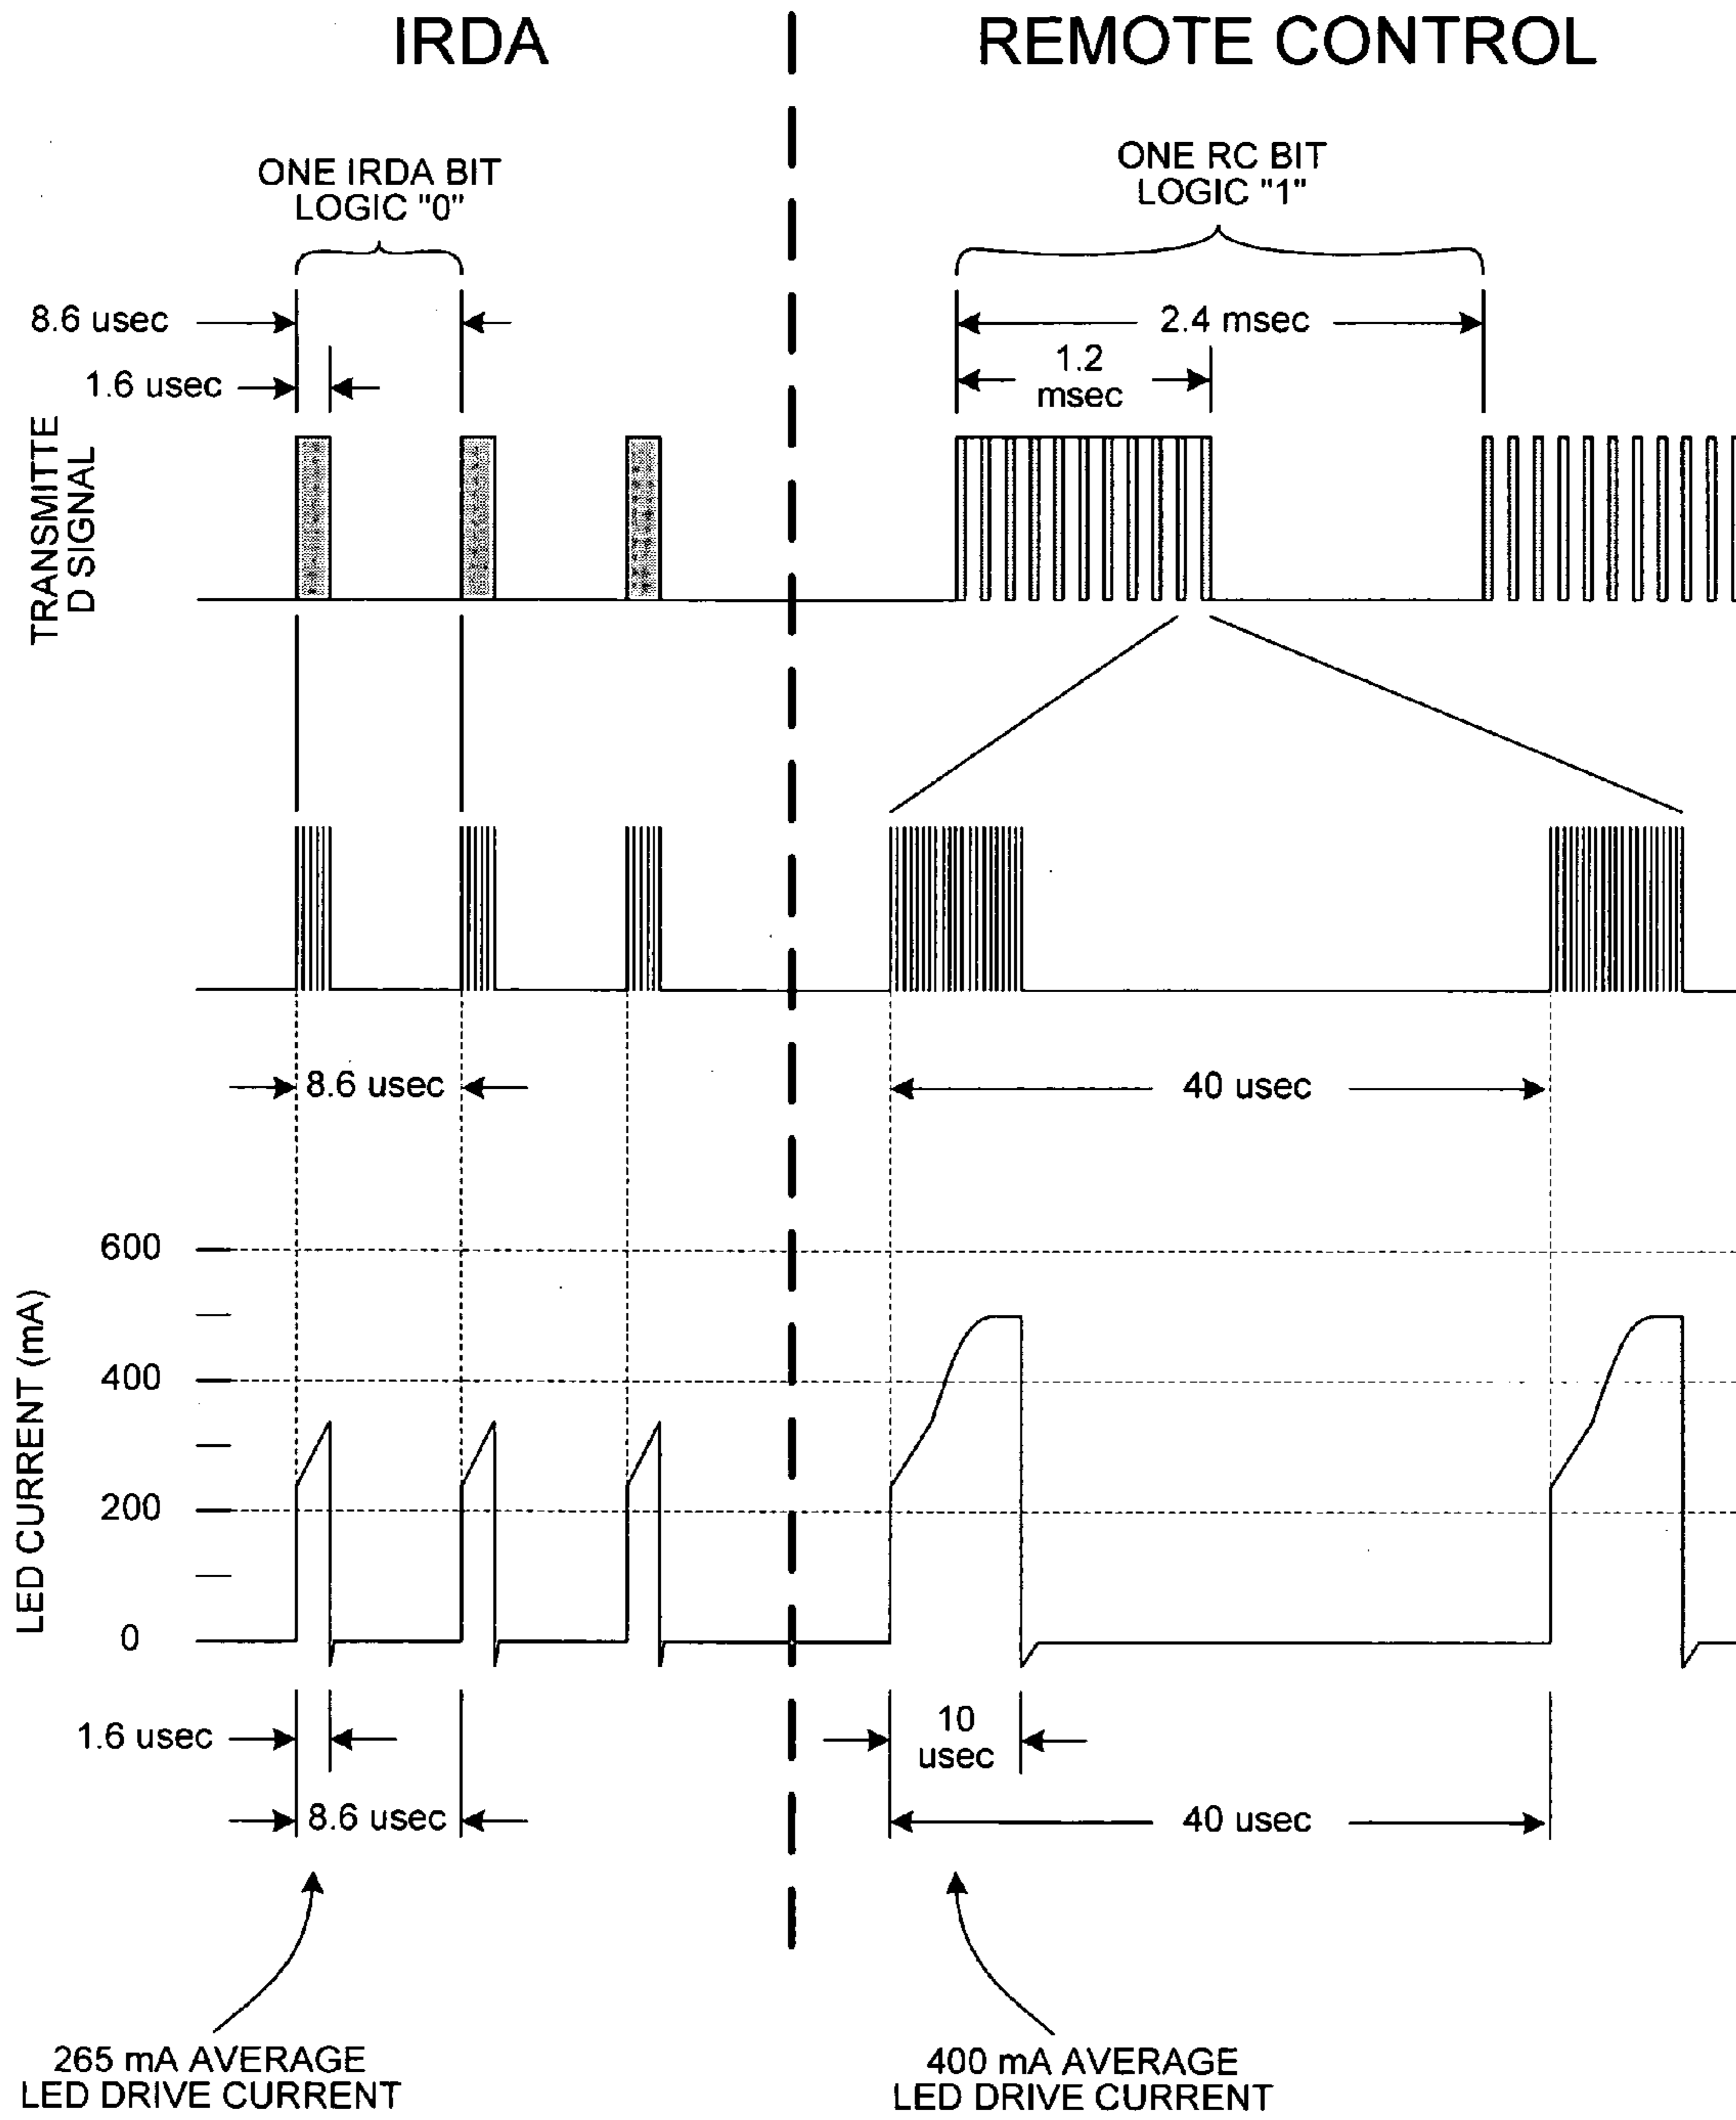 IRDA
REMOTE CONTROL
ONE IRDA BIT
LOGIC "0"
ONE RC BIT
LOGIC "1"
8.6 usec
2.4 msec
1.6 usec
1.2
msec
TRANSMITTE
D SIGNAL
8.6 usec
40 usec
LED CURRENT (mA)
600
400
200
0
1.6 usec
10
usec
8.6 usec
40 usec
265 mA AVERAGE
LED DRIVE CURRENT
400 mA AVERAGE
LED DRIVE CURRENT